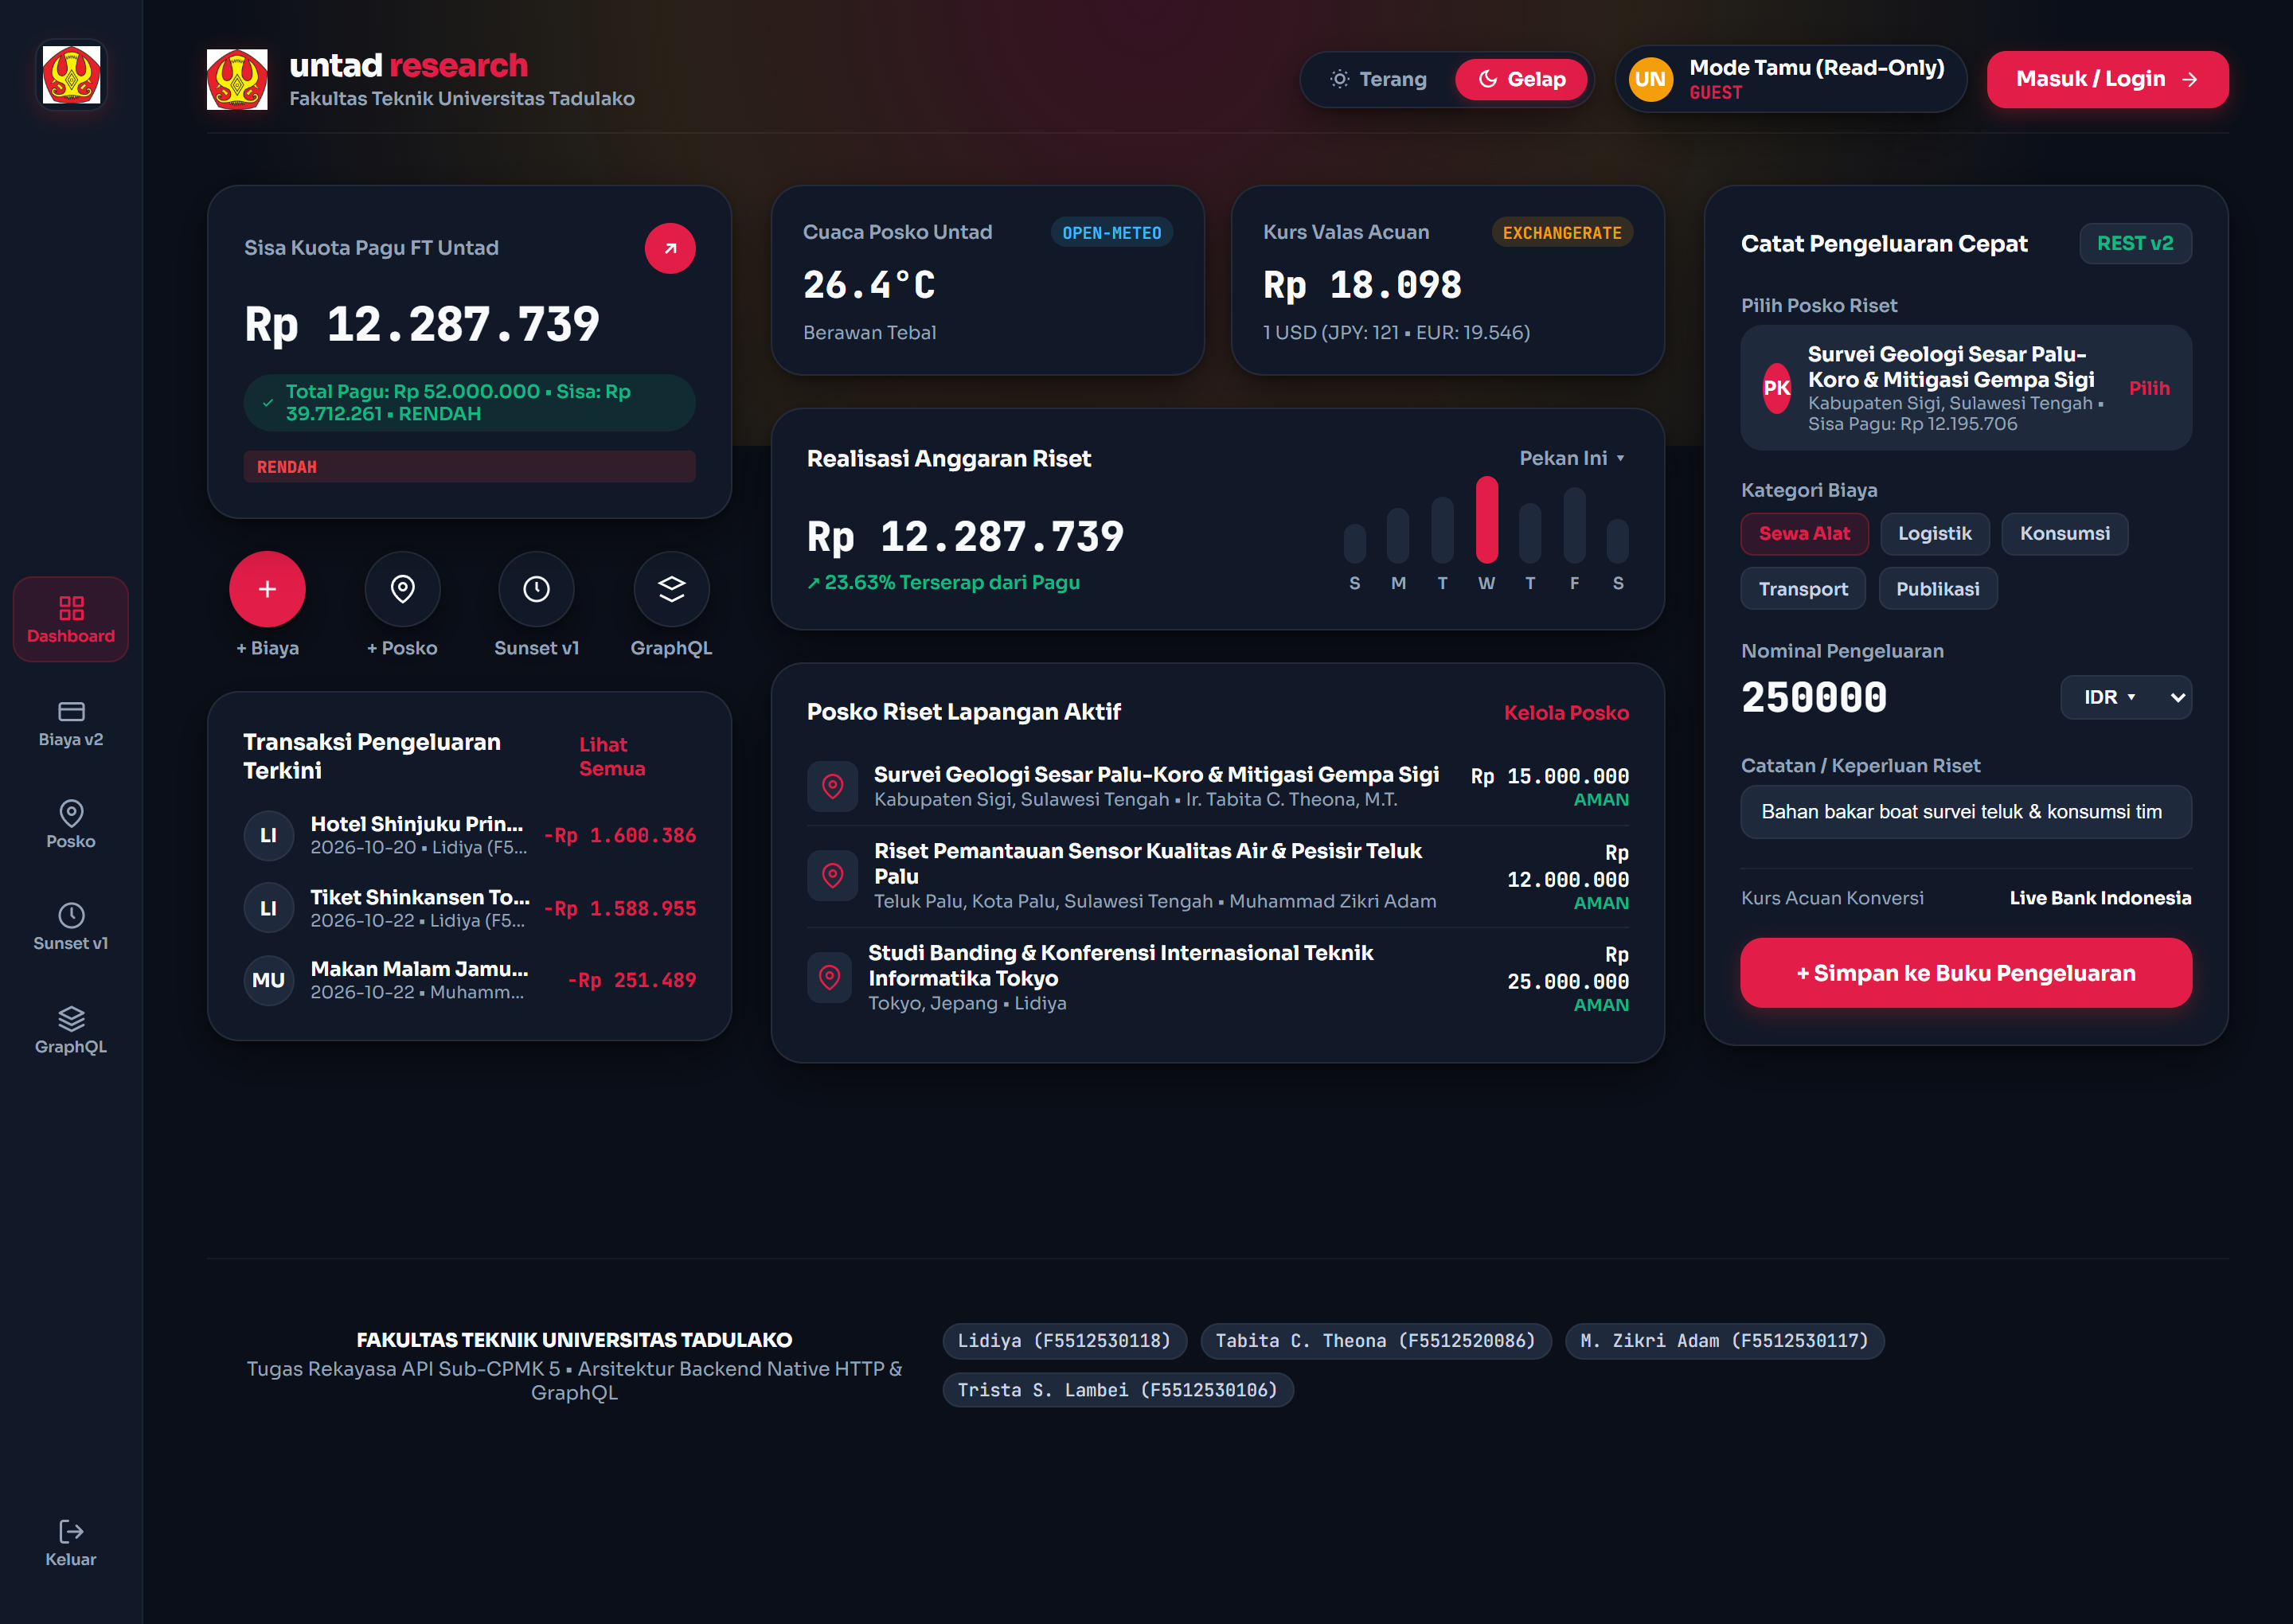 untad research
Fakultas Teknik Universitas Tadulako
Terang
Gelap
UN
Mode Tamu (Read-Only)
GUEST
Masuk / Login →
Dashboard
Biaya v2
Posko
Sunset v1
GraphQL
Keluar
Sisa Kuota Pagu FT Untad
Rp 12.287.739
Total Pagu: Rp 52.000.000 ▪ Sisa: Rp
39.712.261 ▪ RENDAH
RENDAH
+ Biaya
+ Posko
Sunset v1
GraphQL
Transaksi Pengeluaran
Terkini
Lihat
Semua
LI
Hotel Shinjuku Prin...
2026-10-20 ▪ Lidiya (F5...
-Rp 1.600.386
LI
Tiket Shinkansen To...
2026-10-22 ▪ Lidiya (F5...
-Rp 1.588.955
MU
Makan Malam Jamu...
2026-10-22 ▪ Muhamm...
-Rp 251.489
Cuaca Posko Untad
OPEN-METEO
26.4°C
Berawan Tebal
Kurs Valas Acuan
EXCHANGERATE
Rp 18.098
1 USD (JPY: 121 ▪ EUR: 19.546)
Realisasi Anggaran Riset
Pekan Ini ▾
Rp 12.287.739
↗ 23.63% Terserap dari Pagu
S M T W T F S
Posko Riset Lapangan Aktif
Kelola Posko
Survei Geologi Sesar Palu-Koro & Mitigasi Gempa Sigi
Kabupaten Sigi, Sulawesi Tengah ▪ Ir. Tabita C. Theona, M.T.
Rp 15.000.000
AMAN
Riset Pemantauan Sensor Kualitas Air & Pesisir Teluk
Palu
Teluk Palu, Kota Palu, Sulawesi Tengah ▪ Muhammad Zikri Adam
Rp
12.000.000
AMAN
Studi Banding & Konferensi Internasional Teknik
Informatika Tokyo
Tokyo, Jepang ▪ Lidiya
Rp
25.000.000
AMAN
Catat Pengeluaran Cepat
REST v2
Pilih Posko Riset
PK
Survei Geologi Sesar Palu-
Koro & Mitigasi Gempa Sigi
Kabupaten Sigi, Sulawesi Tengah ▪
Sisa Pagu: Rp 12.195.706
Pilih
Kategori Biaya
Sewa Alat
Logistik
Konsumsi
Transport
Publikasi
Nominal Pengeluaran
250000
IDR ▾
Catatan / Keperluan Riset
Bahan bakar boat survei teluk & konsumsi tim
Kurs Acuan Konversi
Live Bank Indonesia
+ Simpan ke Buku Pengeluaran
FAKULTAS TEKNIK UNIVERSITAS TADULAKO
Tugas Rekayasa API Sub-CPMK 5 ▪ Arsitektur Backend Native HTTP &
GraphQL
Lidiya (F5512530118)
Tabita C. Theona (F5512520086)
M. Zikri Adam (F5512530117)
Trista S. Lambei (F5512530106)